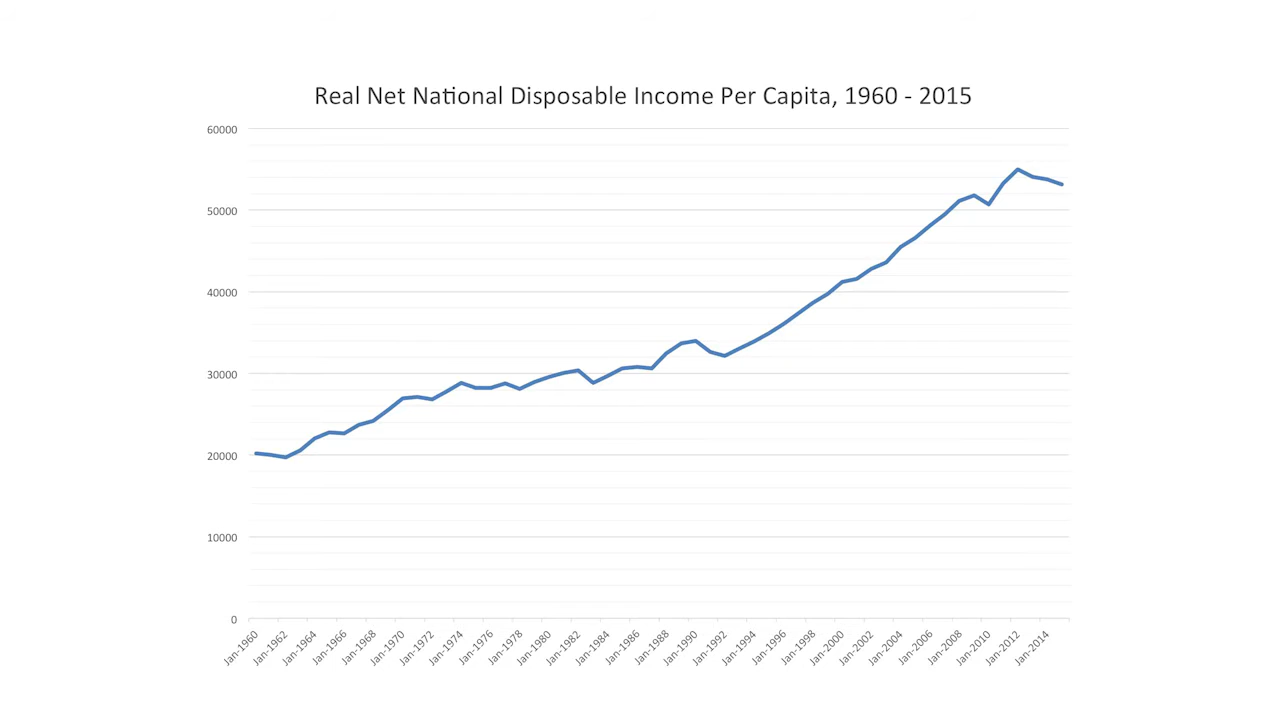 Real Net National Disposable Income Per Capita, 1960 - 2015
60000
50000
40000
30000
20000
10000
0
Jan-1960
Jan-1962
Jan-1964
Jan-1966
Jan-1968
Jan-1970
Jan-1972
Jan-1974
Jan-1976
Jan-1978
Jan-1980
Jan-1982
Jan-1984
Jan-1986
Jan-1988
Jan-1990
Jan-1992
Jan-1994
Jan-1996
Jan-1998
Jan-2000
Jan-2002
Jan-2004
Jan-2006
Jan-2008
Jan-2010
Jan-2012
Jan-2014